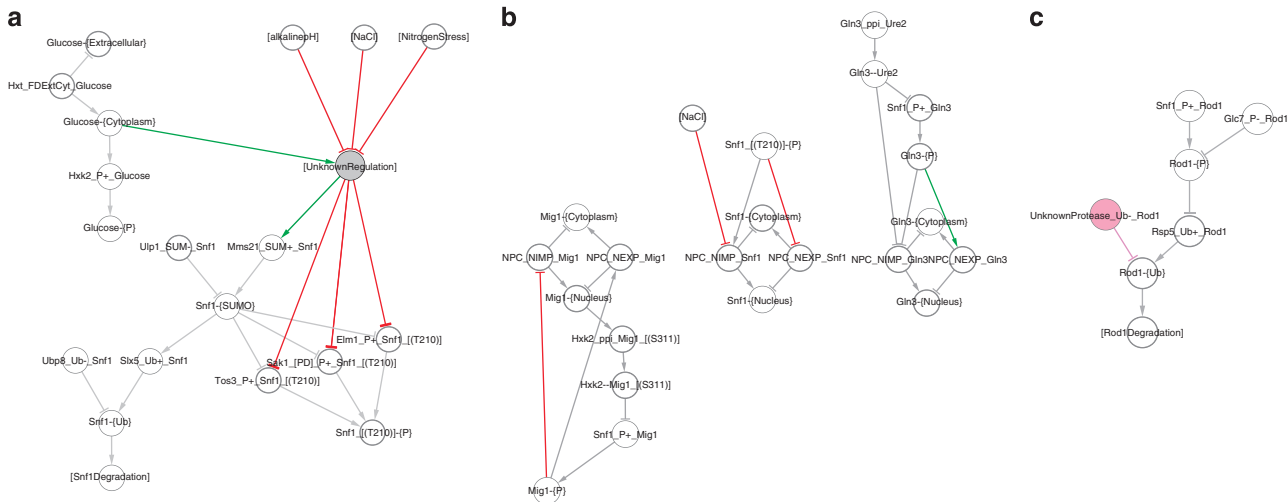 a
Glucose-{Extracellular}
[alkalinepH]
[NaCl]
[NitrogenStress]
Hxt_FDExtCyt_Glucose
Glucose-{Cytoplasm}
[UnknownRegulation]
Hxk2_P+_Glucose
Glucose-{P}
Ulp1_SUM-_Snf1
Mms21_SUM+_Snf1
Snf1-{SUMO}
Elm1_P+_Snf1_[(T210)]
Ubp8_Ub-_Snf1
Slx5_Ub+_Snf1
Sak1_[PD]_P+_Snf1_[(T210)]
Tos3_P+_Snf1_[(T210)]
Snf1-{Ub}
Snf1_[(T210)]-{P}
[Snf1Degradation]
b
Gln3_ppi_Ure2
Gln3--Ure2
Snf1_P+_Gln3
[NaCl]
Snf1_[(T210)]-{P}
Gln3-{P}
Mig1-{Cytoplasm}
Snf1-{Cytoplasm}
Gln3-{Cytoplasm}
NPC_NIMP_Mig1
NPC_NEXP_Mig1
NPC_NIMP_Snf1
NPC_NEXP_Snf1
NPC_NIMP_Gln3
NPC_NEXP_Gln3
Mig1-{Nucleus}
Snf1-{Nucleus}
Gln3-{Nucleus}
Hxk2_ppi_Mig1_[(S311)]
Hxk2--Mig1_[(S311)]
Snf1_P+_Mig1
Mig1-{P}
c
Snf1_P+_Rod1
Glc7_P-_Rod1
Rod1-{P}
UnknownProtease_Ub-_Rod1
Rsp5_Ub+_Rod1
Rod1-{Ub}
[Rod1Degradation]